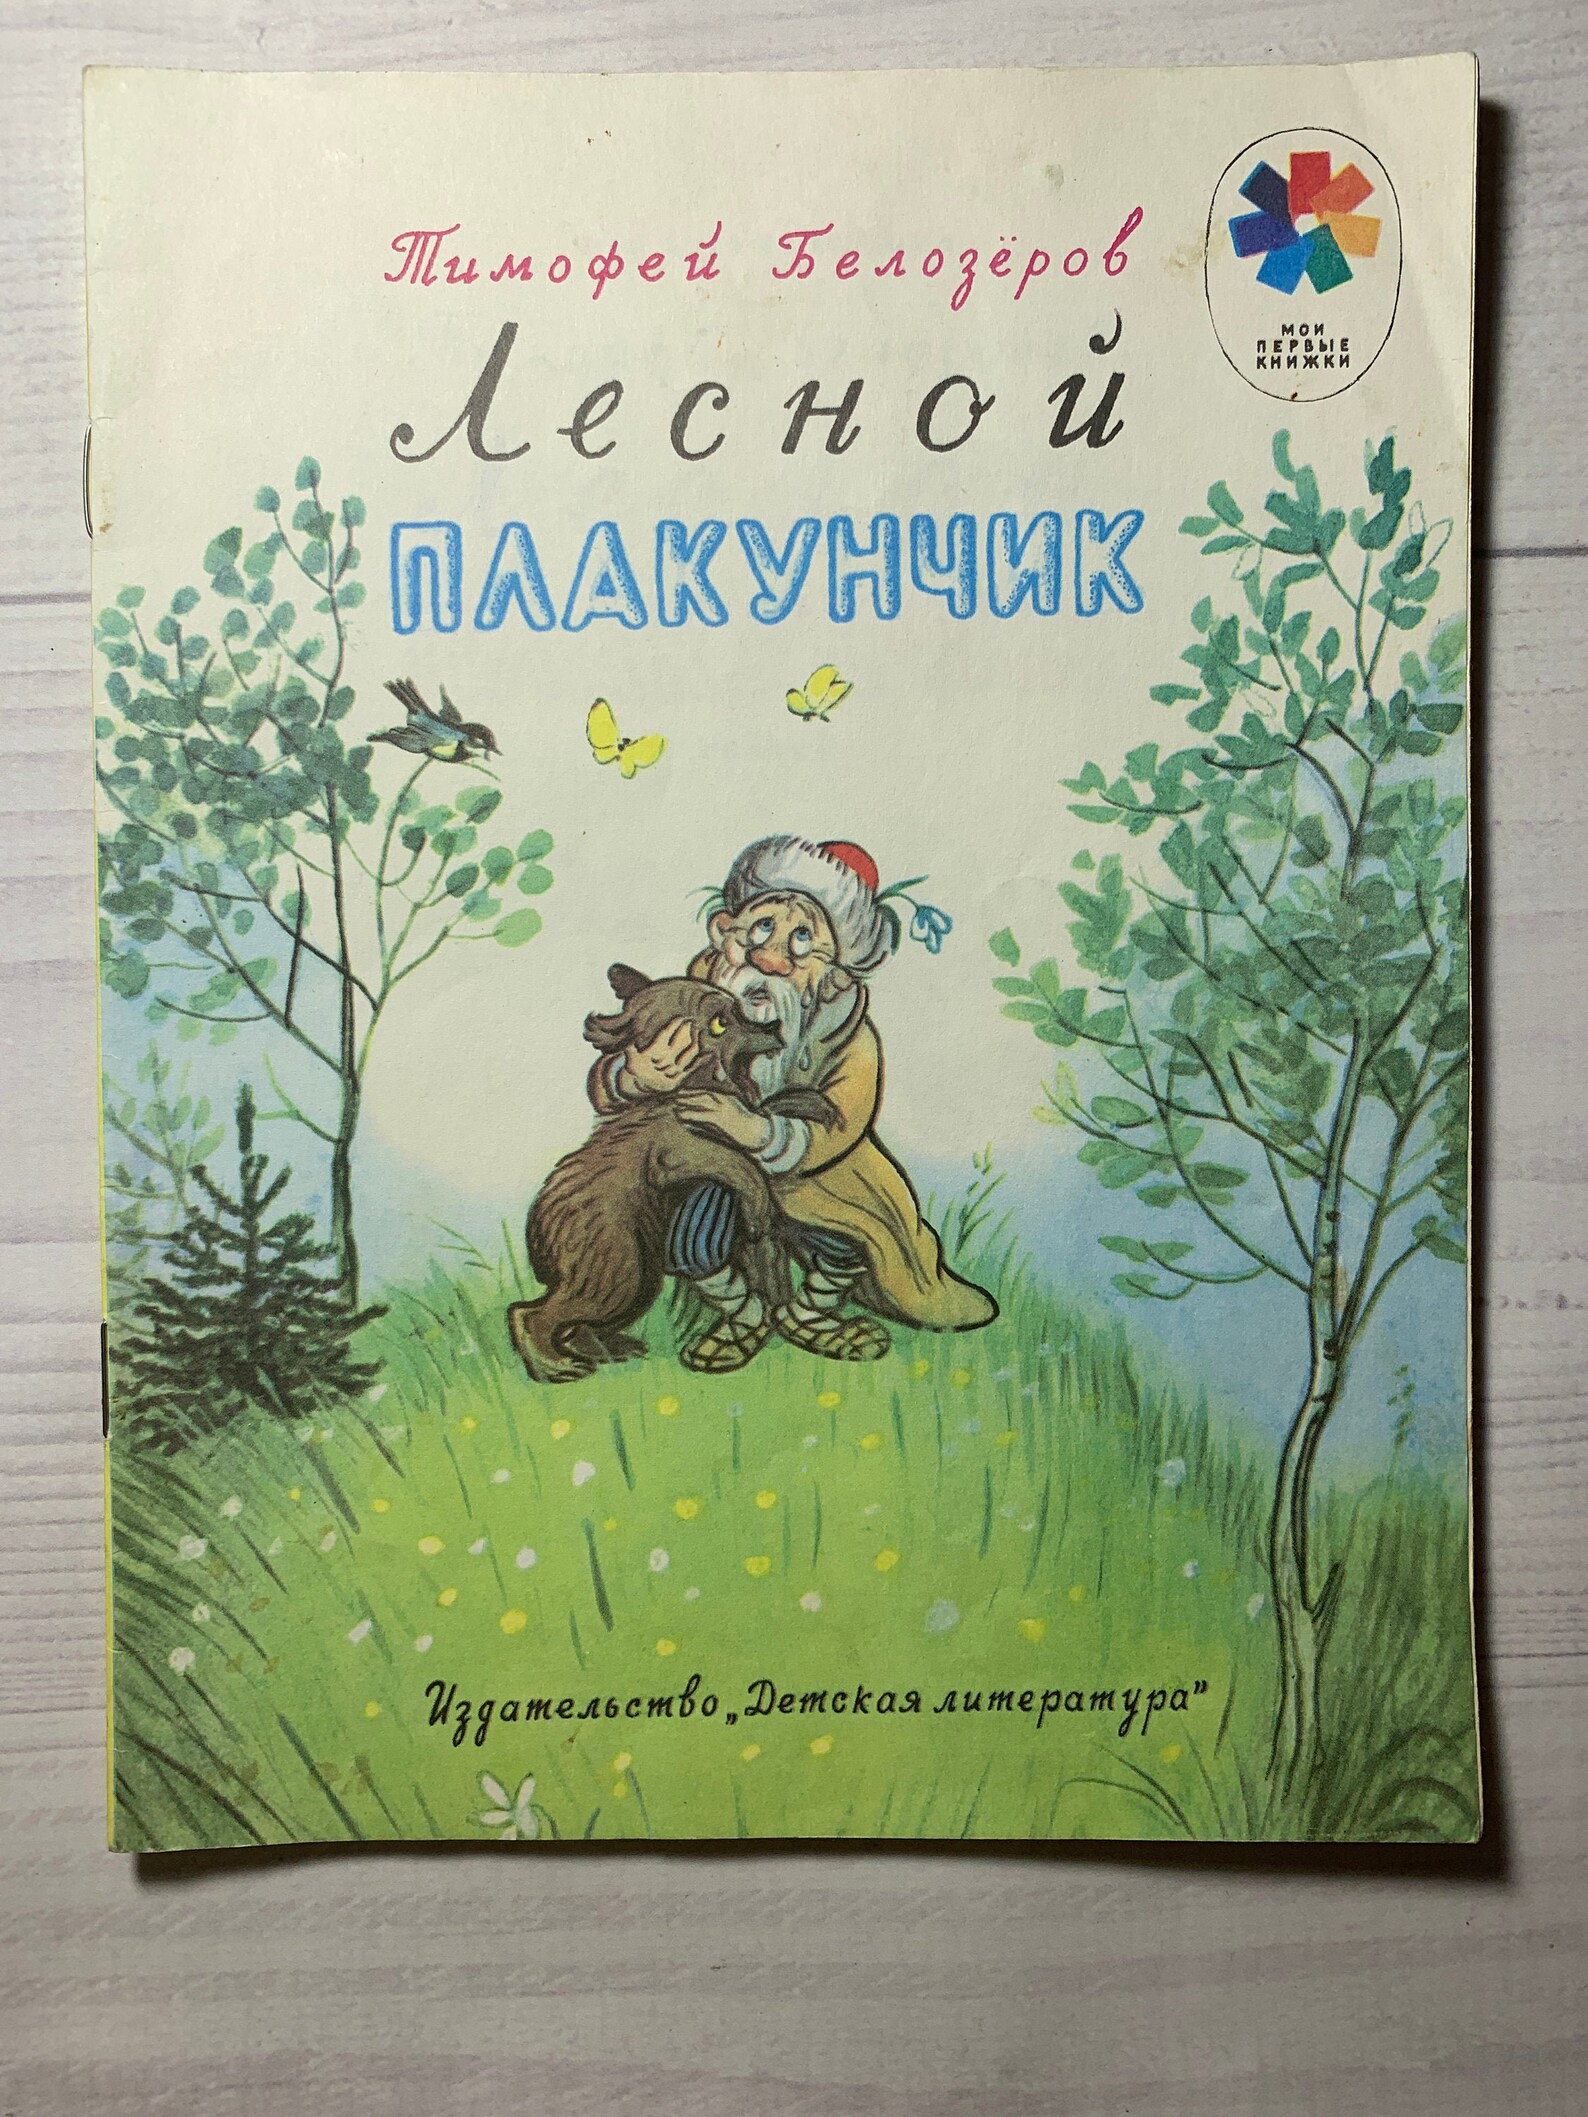 Тимофей Белозёров
МОИ
ПЕРВЫЕ
КНИЖКИ
Лесной
ПЛАКУНЧИК
Издательство „Детская литература”